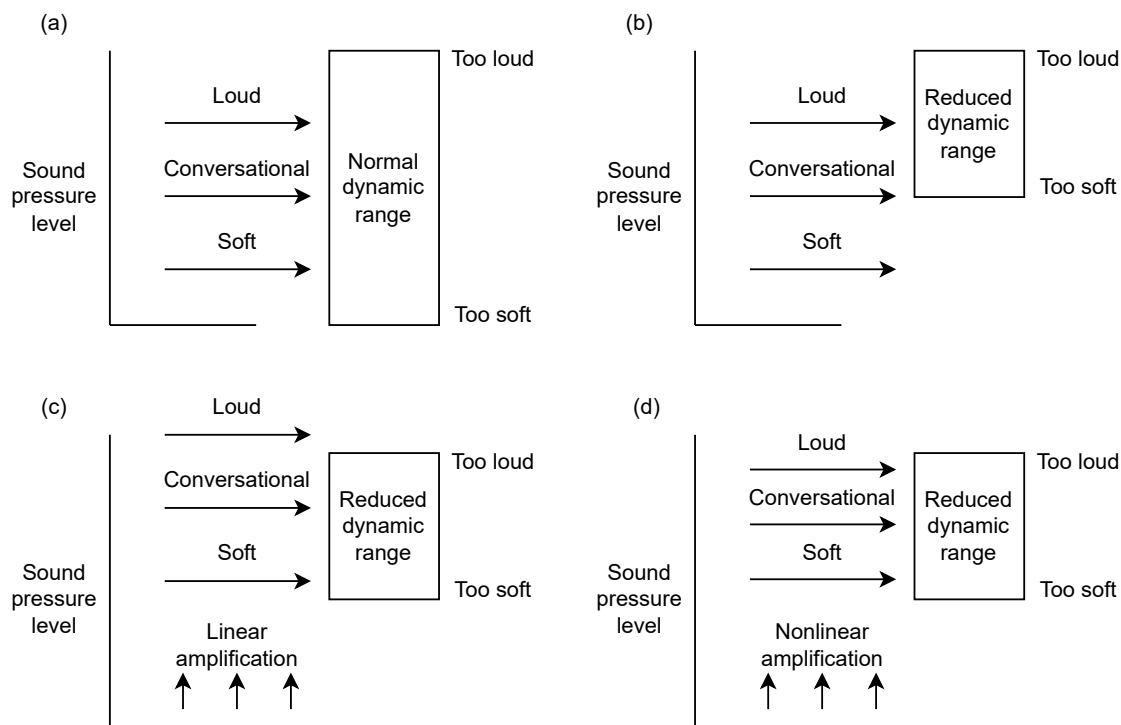 (a)
Too loud
Loud
Conversational
Soft
Sound
pressure
level
Normal
dynamic
range
Too soft
(b)
Too loud
Loud
Conversational
Soft
Sound
pressure
level
Reduced
dynamic
range
Too soft
(c)
Loud
Too loud
Conversational
Soft
Sound
pressure
level
Reduced
dynamic
range
Too soft
Linear
amplification
(d)
Loud
Too loud
Conversational
Soft
Sound
pressure
level
Reduced
dynamic
range
Too soft
Nonlinear
amplification